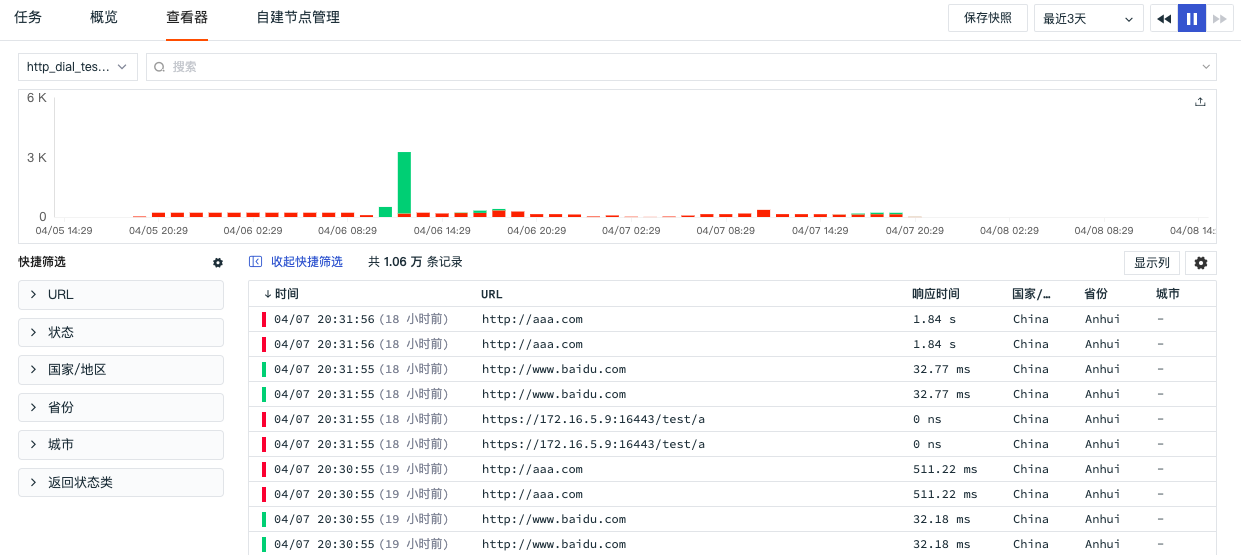 任务 概览 查看器 自建节点管理 保存快照 最近3天
http_dial_tes... 搜索
6 K
3 K
0
04/05 14:29 04/05 20:29 04/06 02:29 04/06 08:29 04/06 14:29 04/06 20:29 04/07 02:29 04/07 08:29 04/07 14:29 04/07 20:29 04/08 02:29 04/08 08:29 04/08 14:
快捷筛选 收起快捷筛选 共 1.06 万 条记录 显示列
URL
状态
国家/地区
省份
城市
返回状态类
↓时间 URL 响应时间 国家/… 省份 城市
04/07 20:31:56 (18 小时前) http://aaa.com 1.84 s China Anhui -
04/07 20:31:56 (18 小时前) http://aaa.com 1.84 s China Anhui -
04/07 20:31:55 (18 小时前) http://www.baidu.com 32.77 ms China Anhui -
04/07 20:31:55 (18 小时前) http://www.baidu.com 32.77 ms China Anhui -
04/07 20:31:55 (18 小时前) https://172.16.5.9:16443/test/a 0 ns China Anhui -
04/07 20:31:55 (18 小时前) https://172.16.5.9:16443/test/a 0 ns China Anhui -
04/07 20:30:55 (19 小时前) http://aaa.com 511.22 ms China Anhui -
04/07 20:30:55 (19 小时前) http://aaa.com 511.22 ms China Anhui -
04/07 20:30:55 (19 小时前) http://www.baidu.com 32.18 ms China Anhui -
04/07 20:30:55 (19 小时前) http://www.baidu.com 32.18 ms China Anhui -